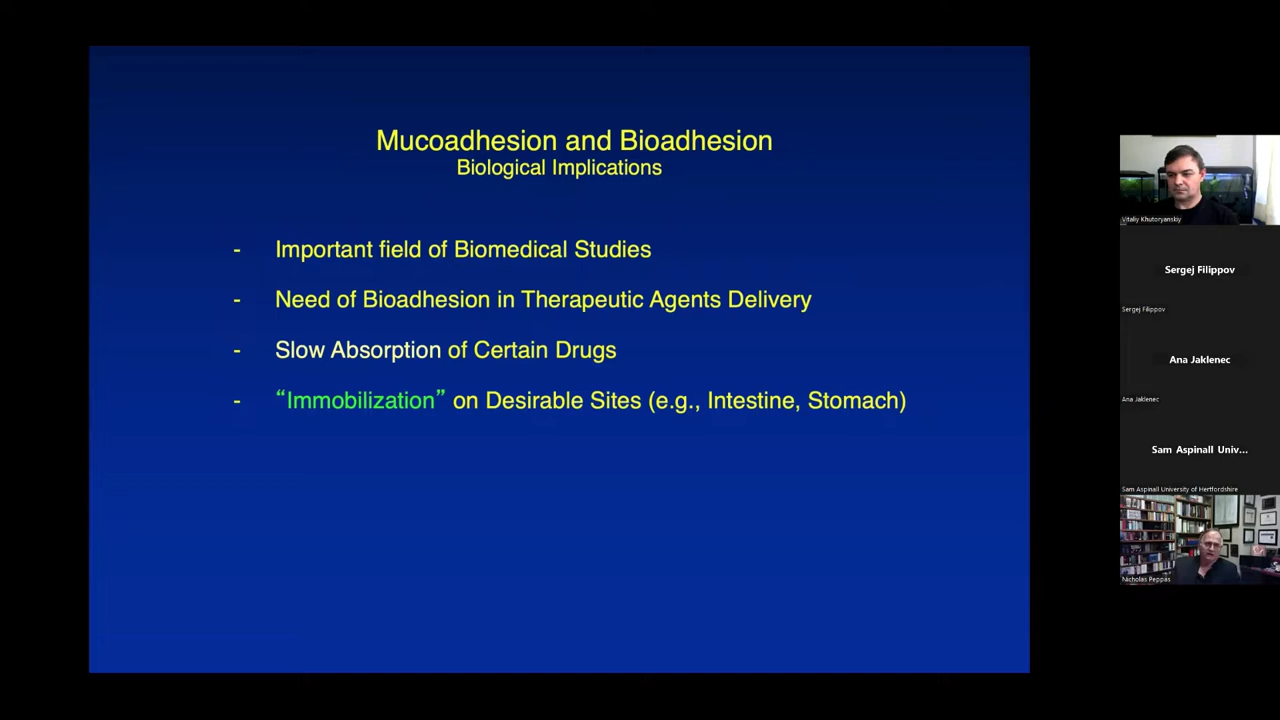 Mucoadhesion and Bioadhesion
Biological Implications
- Important field of Biomedical Studies
- Need of Bioadhesion in Therapeutic Agents Delivery
- Slow Absorption of Certain Drugs
- “Immobilization” on Desirable Sites (e.g., Intestine, Stomach)
Vitaliy Khutoryanskiy
Sergej Filippov
Sergej Filippov
Ana Jaklenec
Ana Jaklenec
Sam Aspinall Univ...
Sam Aspinall University of Hertfordshire
Nicholas Peppas